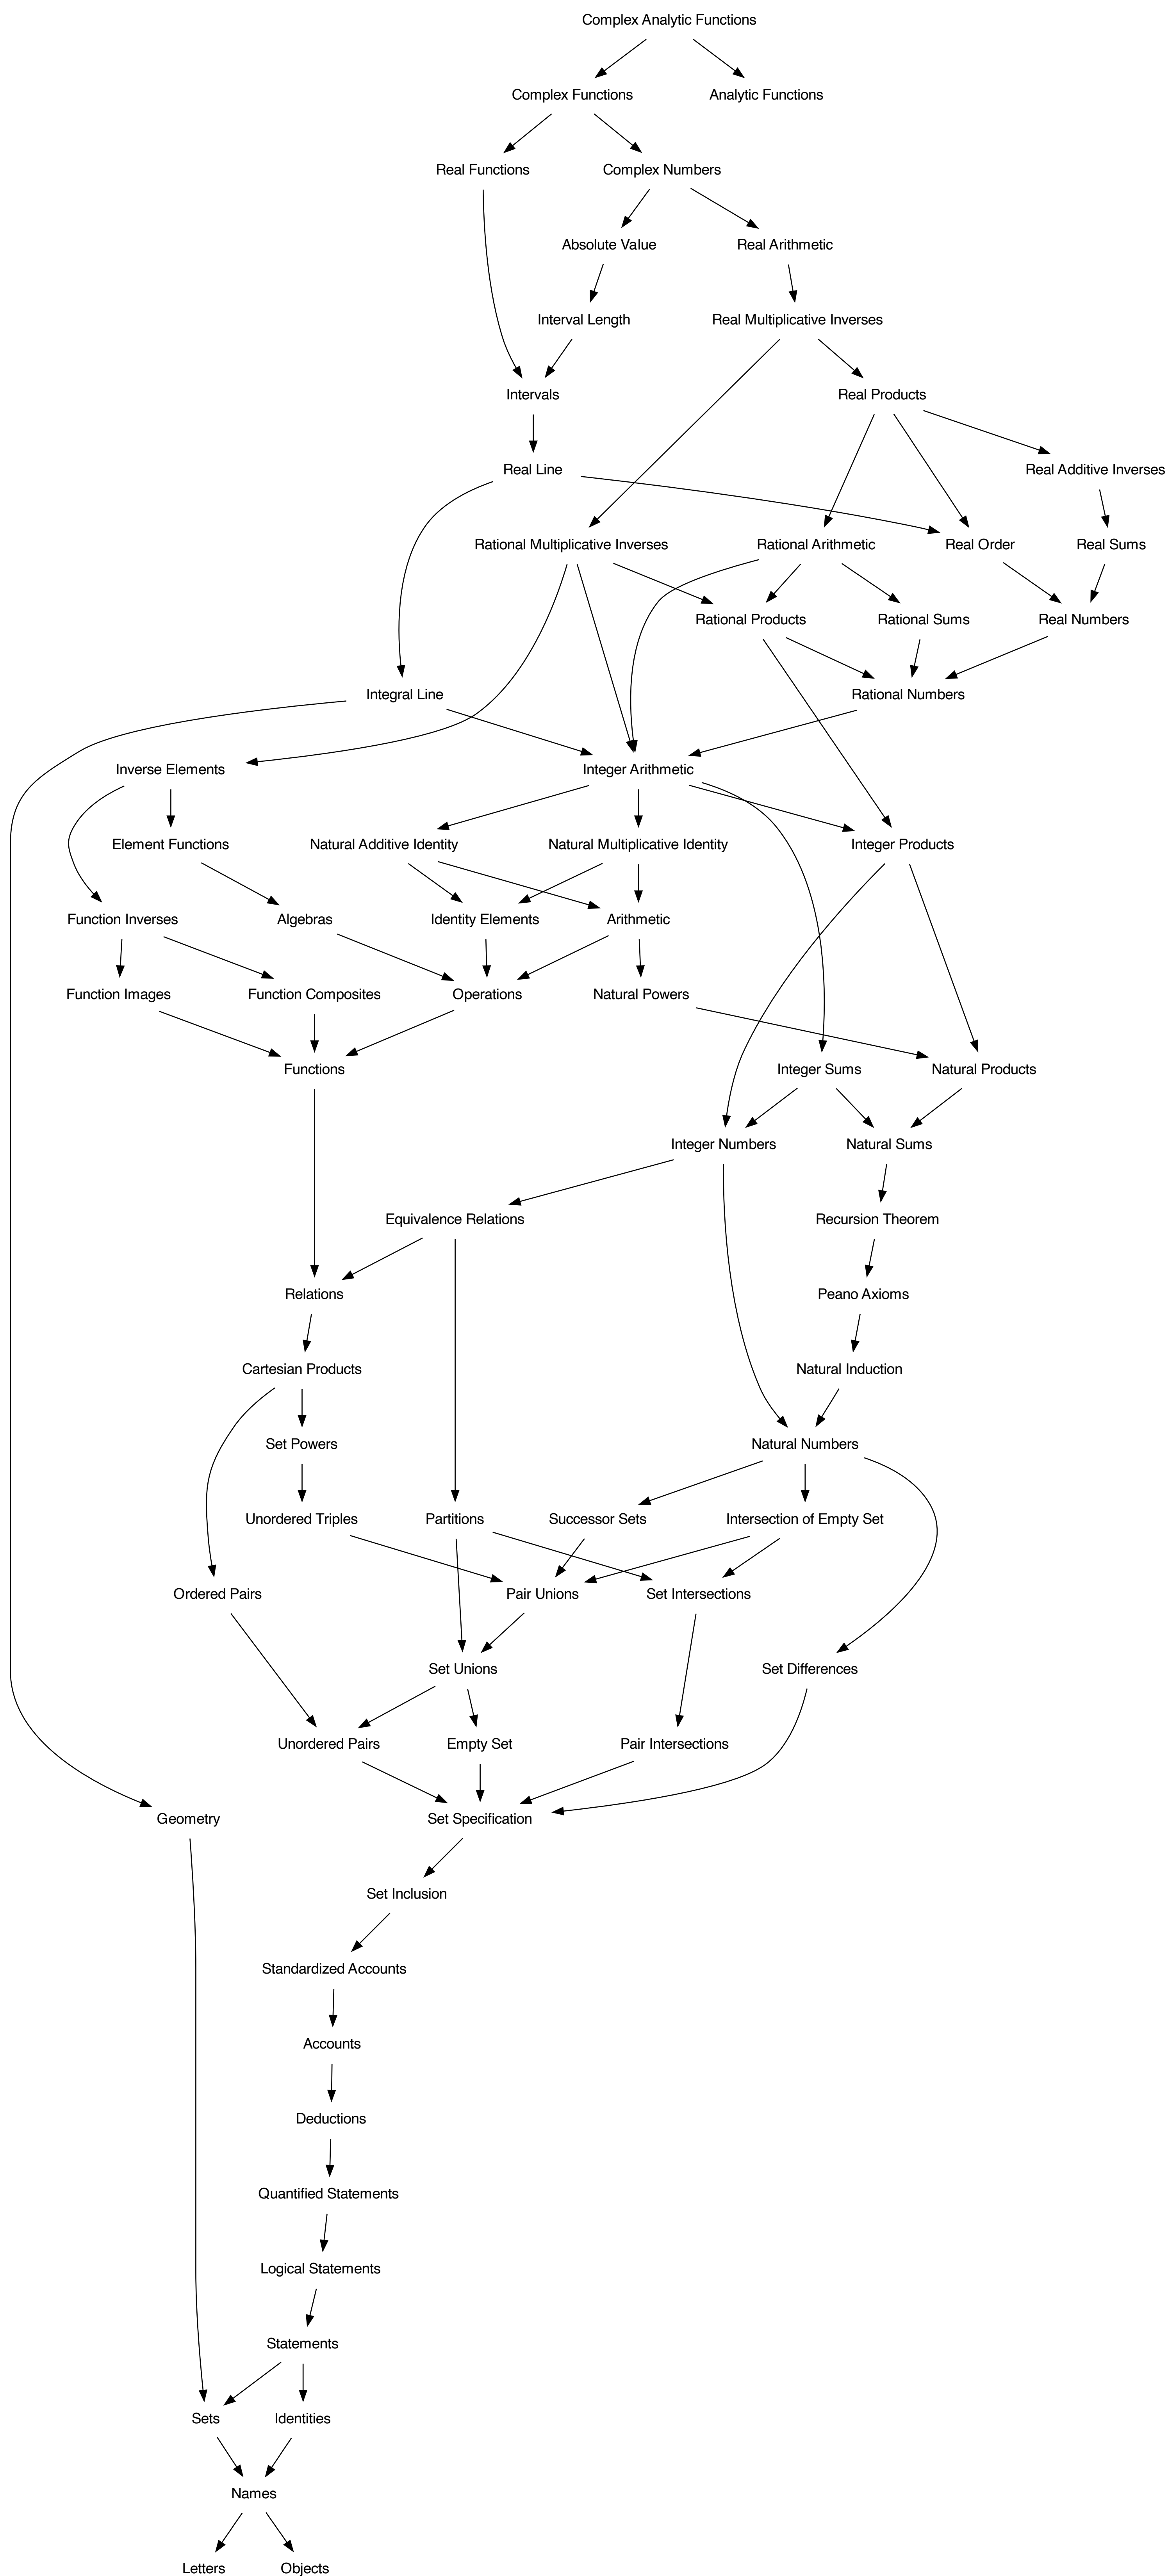 Complex Analytic Functions
Complex Functions
Analytic Functions
Real Functions
Complex Numbers
Absolute Value
Real Arithmetic
Interval Length
Real Multiplicative Inverses
Intervals
Real Products
Real Line
Real Additive Inverses
Rational Multiplicative Inverses
Rational Arithmetic
Real Order
Real Sums
Rational Products
Rational Sums
Real Numbers
Integral Line
Rational Numbers
Inverse Elements
Integer Arithmetic
Element Functions
Natural Additive Identity
Natural Multiplicative Identity
Integer Products
Function Inverses
Algebras
Identity Elements
Arithmetic
Function Images
Function Composites
Operations
Natural Powers
Functions
Integer Sums
Natural Products
Integer Numbers
Natural Sums
Equivalence Relations
Recursion Theorem
Relations
Peano Axioms
Cartesian Products
Natural Induction
Set Powers
Natural Numbers
Unordered Triples
Partitions
Successor Sets
Intersection of Empty Set
Ordered Pairs
Pair Unions
Set Intersections
Set Unions
Set Differences
Unordered Pairs
Empty Set
Pair Intersections
Geometry
Set Specification
Set Inclusion
Standardized Accounts
Accounts
Deductions
Quantified Statements
Logical Statements
Statements
Sets
Identities
Names
Letters
Objects